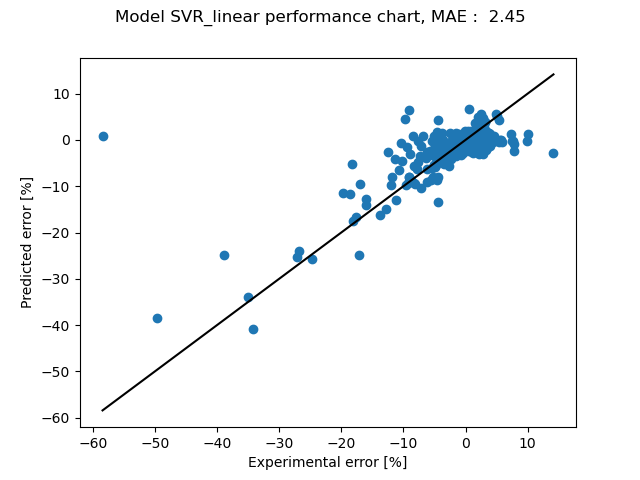 Model SVR_linear performance chart, MAE :  2.45
10
0
−10
−20
−30
−40
−50
−60
Predicted error [%]
−60 −50 −40 −30 −20 −10 0 10
Experimental error [%]